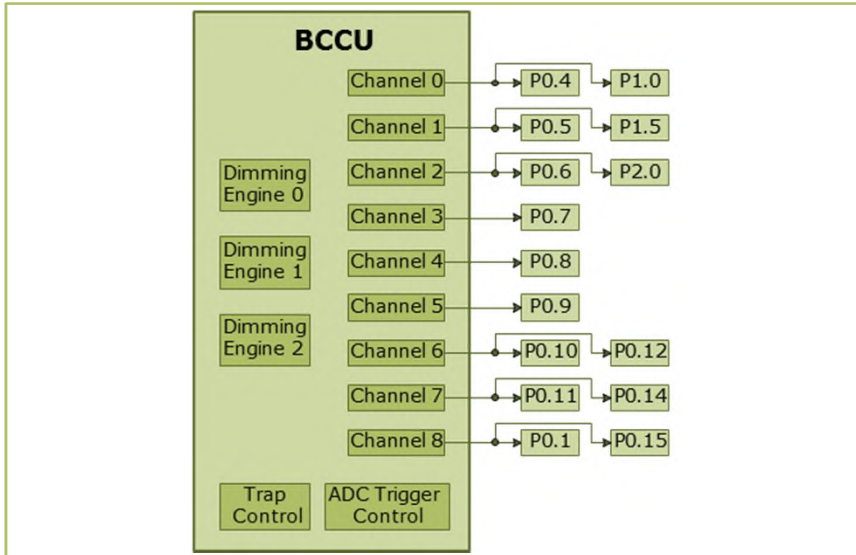 BCCU
Channel 0 P0.4 P1.0
Channel 1 P0.5 P1.5
Channel 2 P0.6 P2.0
Dimming
Engine 0
Channel 3 P0.7
Dimming
Engine 1
Channel 4 P0.8
Channel 5 P0.9
Dimming
Engine 2
Channel 6 P0.10 P0.12
Channel 7 P0.11 P0.14
Channel 8 P0.1 P0.15
Trap
Control
ADC Trigger
Control